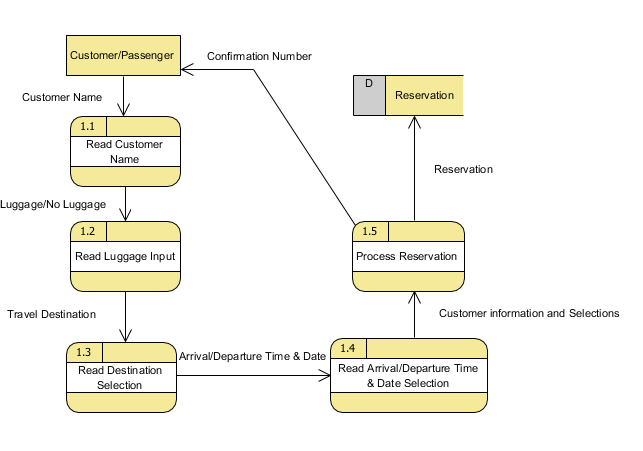 Customer/Passenger
Confirmation Number
D
Reservation
Customer Name
1.1
Read Customer
Name
Reservation
Luggage/No Luggage
1.2
Read Luggage Input
1.5
Process Reservation
Travel Destination
Customer information and Selections
1.3
Read Destination
Selection
Arrival/Departure Time & Date
1.4
Read Arrival/Departure Time
& Date Selection